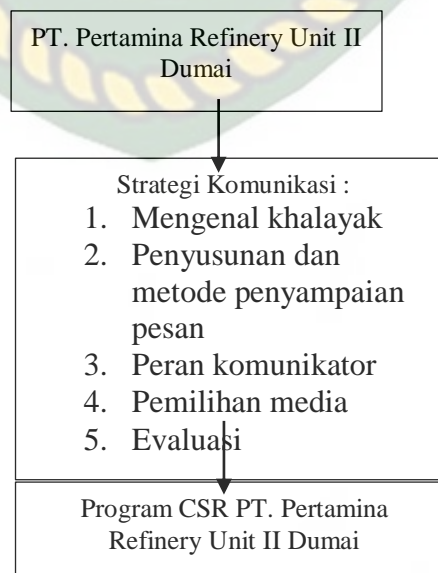 PT. Pertamina Refinery Unit II
Dumai
Strategi Komunikasi :
1. Mengenal khalayak
2. Penyusunan dan
metode penyampaian
pesan
3. Peran komunikator
4. Pemilihan media
5. Evaluasi
Program CSR PT. Pertamina
Refinery Unit II Dumai